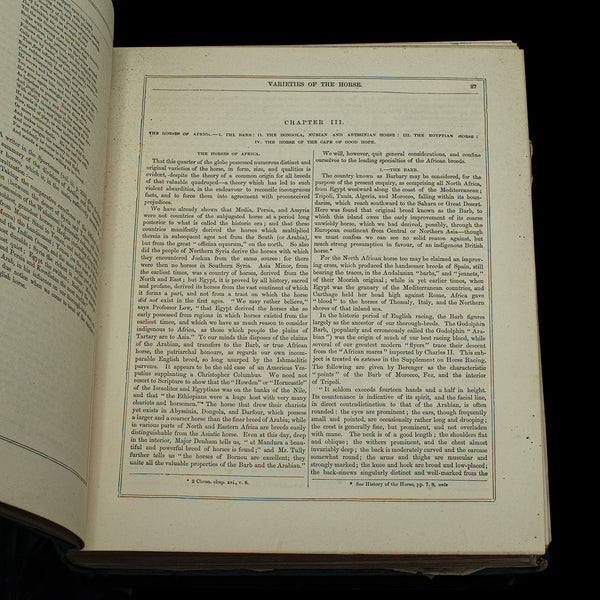 VARIETIES OF THE HORSE.
27
CHAPTER III.
THE HORSES OF AFRICA.—I. THE BARB: II. THE DONGOLA, NUBIAN AND ABYSSINIAN HORSE: III. THE EGYPTIAN HORSE:
IV. THE HORSE OF THE CAPE OF GOOD HOPE.
THE HORSES OF AFRICA.
That this quarter of the globe possessed numerous distinct and
original varieties of the horse, in form, size, and qualities is
evident, despite the theory of a common origin for all breeds
of that valuable quadruped—a theory which has led to such
violent absurdities, in the endeavour to reconcile incongruous
facts, and to force them into agreement with preconceived
prejudices.
We have already shown that Media, Persia, and Assyria
were not countries of the subjugated horse at a period long
posterior to what is called the historic era; and that these
countries manifestly derived the horses which multiplied
therein in subsequent ages not from the South (or Arabia),
but from the great "officina equorum," on the north. So also
did the people of Northern Syria derive the horses with which
they encountered Joshua from the same source: for there
were then no horses in Southern Syria. Asia Minor, from
the earliest times, was a country of horses, derived from the
North and East; but Egypt, it is proved by all history, sacred
and profane, derived its horses from the vast continent of which
it forms a part, and not from a tract on which the horse
did not exist in the first ages. "We may rather believe,"
says Professor Low, "that Egypt derived the horses she so
early possessed from regions in which horses existed from the
earliest times, and which we have as much reason to consider
indigenous to Africa, as those which people the plains of
Tartary are to Asia." To our minds this disposes of the claims
of the Arabian, and transfers to the Barb, or true African
horse, the patriarchal honours, as regards our own incom-
parable English breed, so long usurped by the Ishmaelitic
parvenu. It appears to be the old case of an Americus Ves-
putius supplanting a Christopher Columbus. We need not
resort to Scripture to show that the "Howden" or "Horncastle"
of the Israelites and Egyptians was on the banks of the Nile,
and that "the Ethiopians were a huge host with very many
chariots and horsemen."* The horse that drew their chariots
yet exists in Abyssinia, Dongola, and Darfour, which possess
a larger and a coarser horse than the finer breed of Arabia; while
in various parts of North and Eastern Africa are breeds easily
distinguishable from the Asiatic horse. Even at this day, deep
in the interior, Major Denham tells us, "at Mandara a beau-
tiful and powerful breed of horses is found;" and Mr. Tully
further tells us "the horses of Bornou are excellent; they
unite all the valuable properties of the Barb and the Arabian."
* 2 Chron. chap. xvi., v. 8.
We will, however, quit general considerations, and confine
ourselves to the leading specialties of the African breeds.
I.—THE BARB.
The country known as Barbary may be considered, for the
purpose of the present enquiry, as comprising all North Africa,
from Egypt westward along the coast of the Mediterranean;
Tripoli, Tunis, Algeria, and Morocco, falling within its boun-
daries, which reach southward to the Sahara or Great Desert.
Here was found that original breed known as the Barb, to
which this island owes the early improvement of its coarse
unwieldy horse, which we had derived, possibly, through the
European continent from Central or Northern Asia—though
we must confess we can see no solid reason against, but
much strong presumption in favour, of an indigenous British
horse.*
For the North African horse too may be claimed an improv-
ing cross, which produced the handsomer breeds of Spain, still
bearing the traces, in the Andalusian "barbs," and "jennets,"
of their Moorish original; while in yet earlier times, when
Egypt was the granary of the Mediterranean countries, and
Carthage held her head high against Rome, Africa gave
"blood" to the horses of Thessaly, Italy, and the Northern
shores of that inland sea.
In the historic period of English racing, the Barb figures
largely as the ancestor of our thorough-breds. The Godolphin
Barb, (popularly and erroneously called the Godolphin "Ara-
bian") was the origin of much of our best racing blood, while
several of our greatest modern "flyers" trace their descent
from the "African mares" imported by Charles II. This sub-
ject is treated in extenso in the Supplement on Horse Racing.
The following are given by Berenger as the characteristic
"points" of the Barb of Morocco, Fez, and the interior
of Tripoli.
"It seldom exceeds fourteen hands and a half in height.
Its countenance is indicative of its spirit, and the facial line,
in direct contradistinction to that of the Arabian, is often
rounded: the eyes are prominent; the ears, though frequently
small and pointed, are occasionally rather long and drooping;
the crest is generally fine, but prominent, and not overladen
with mane. The neck is of a good length; the shoulders flat
and oblique; the withers prominent, and the chest almost
invariably deep; the back is moderately curved and the carcase
somewhat round; the arms and thighs are muscular and
strongly marked; the knee and hock are broad and low-placed;
the back-sinews singularly distinct and well-marked from the
* See History of the Horse, pp. 7, 8, ante